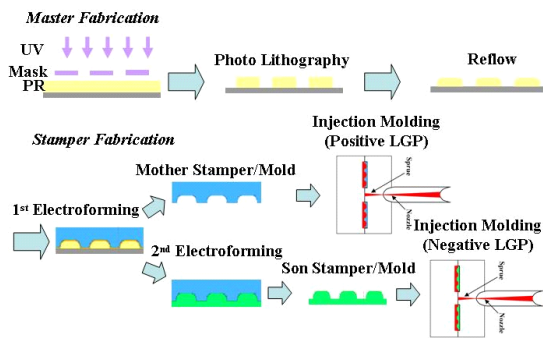 Master Fabrication
UV
Mask
PR
Photo Lithography
Reflow
Stamper Fabrication
Injection Molding
(Positive LGP)
Mother Stamper/Mold
Sprue
Nozzle
1st Electroforming
2nd Electroforming
Injection Molding
(Negative LGP)
Son Stamper/Mold
Sprue
Nozzle